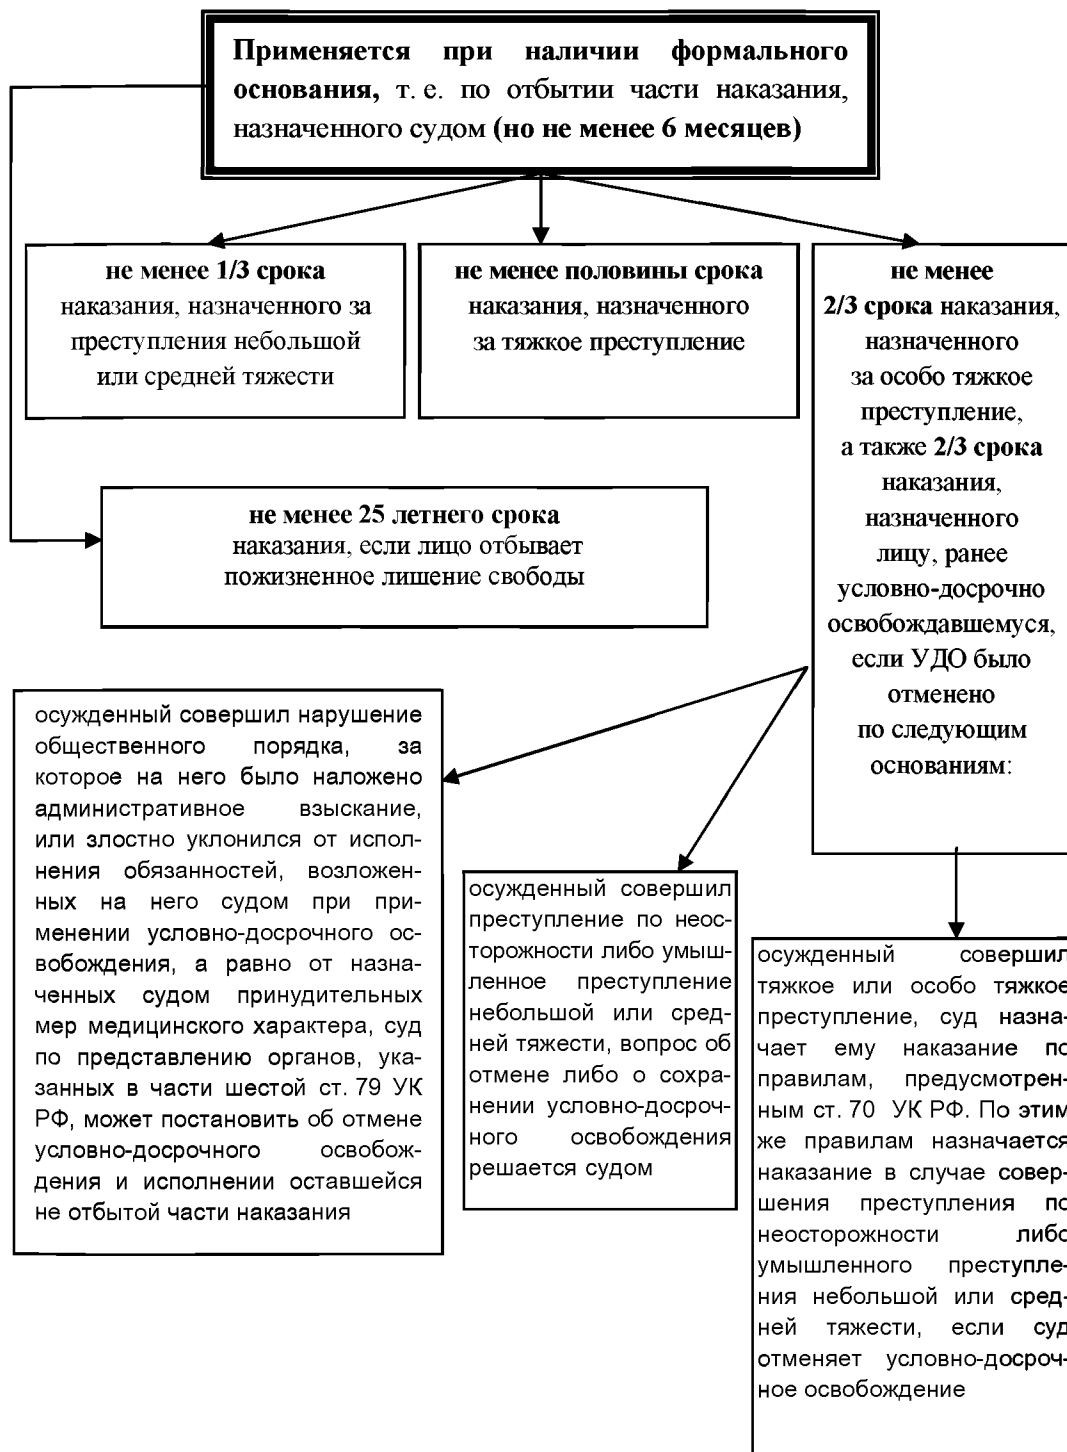 Применяется при наличии формального
основания, т. е. по отбытии части наказания,
назначенного судом (но не менее 6 месяцев)
не менее 1/3 срока
наказания, назначенного за
преступления небольшой
или средней тяжести
не менее половины срока
наказания, назначенного
за тяжкое преступление
не менее
2/3 срока наказания,
назначенного
за особо тяжкое
преступление,
а также 2/3 срока
наказания,
назначенного
лицу, ранее
условно-досрочно
освобождавшемуся,
если УДО было
отменено
по следующим
основаниям:
не менее 25 летнего срока
наказания, если лицо отбывает
пожизненное лишение свободы
осужденный совершил нарушение
общественного порядка, за
которое на него было наложено
административное взыскание,
или злостно уклонился от испол-
нения обязанностей, возложен-
ных на него судом при при-
менении условно-досрочного ос-
вобождения, а равно от назна-
ченных судом принудительных
мер медицинского характера, суд
по представлению органов, ука-
занных в части шестой ст. 79 УК
РФ, может постановить об отмене
условно-досрочного освобож-
дения и исполнении оставшейся
не отбытой части наказания
осужденный совершил
преступление по неос-
торожности либо умыш-
ленное преступление
небольшой или сред-
ней тяжести, вопрос об
отмене либо о сохра-
нении условно-досроч-
ного освобождения
решается судом
осужденный совершил
тяжкое или особо тяжкое
преступление, суд назна-
чает ему наказание по
правилам, предусмотрен-
ным ст. 70 УК РФ. По этим
же правилам назначается
наказание в случае совер-
шения преступления по
неосторожности либо
умышленного преступле-
ния небольшой или сред-
ней тяжести, если суд
отменяет условно-досроч-
ное освобождение